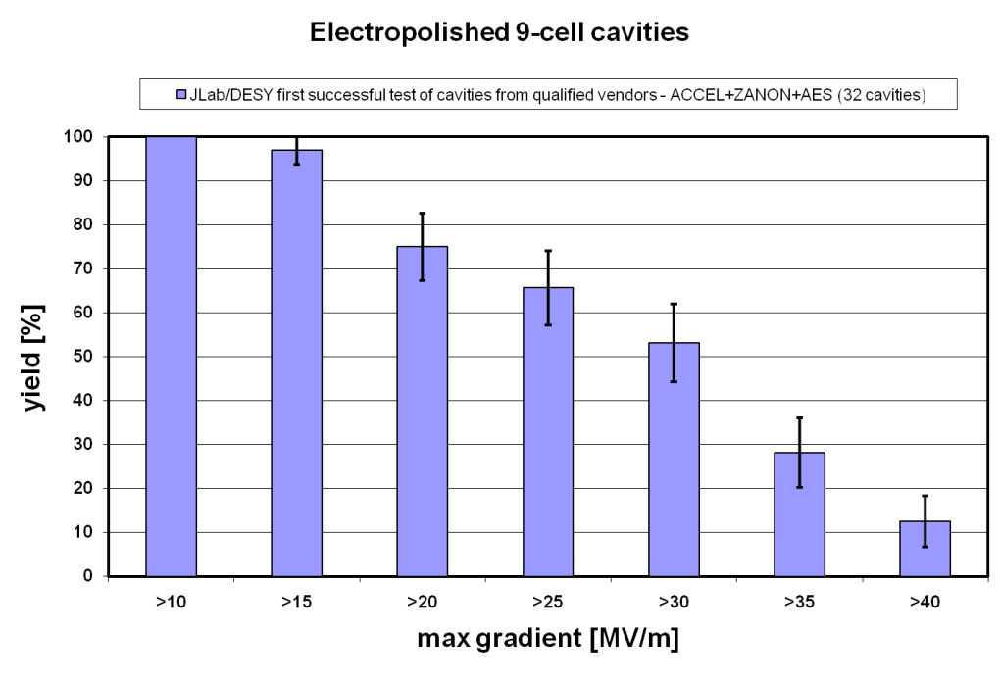 Electropolished 9-cell cavities
JLab/DESY first successful test of cavities from qualified vendors - ACCEL+ZANON+AES (32 cavities)
100
90
80
70
60
50
40
30
20
10
0
yield [%]
>10 >15 >20 >25 >30 >35 >40
max gradient [MV/m]